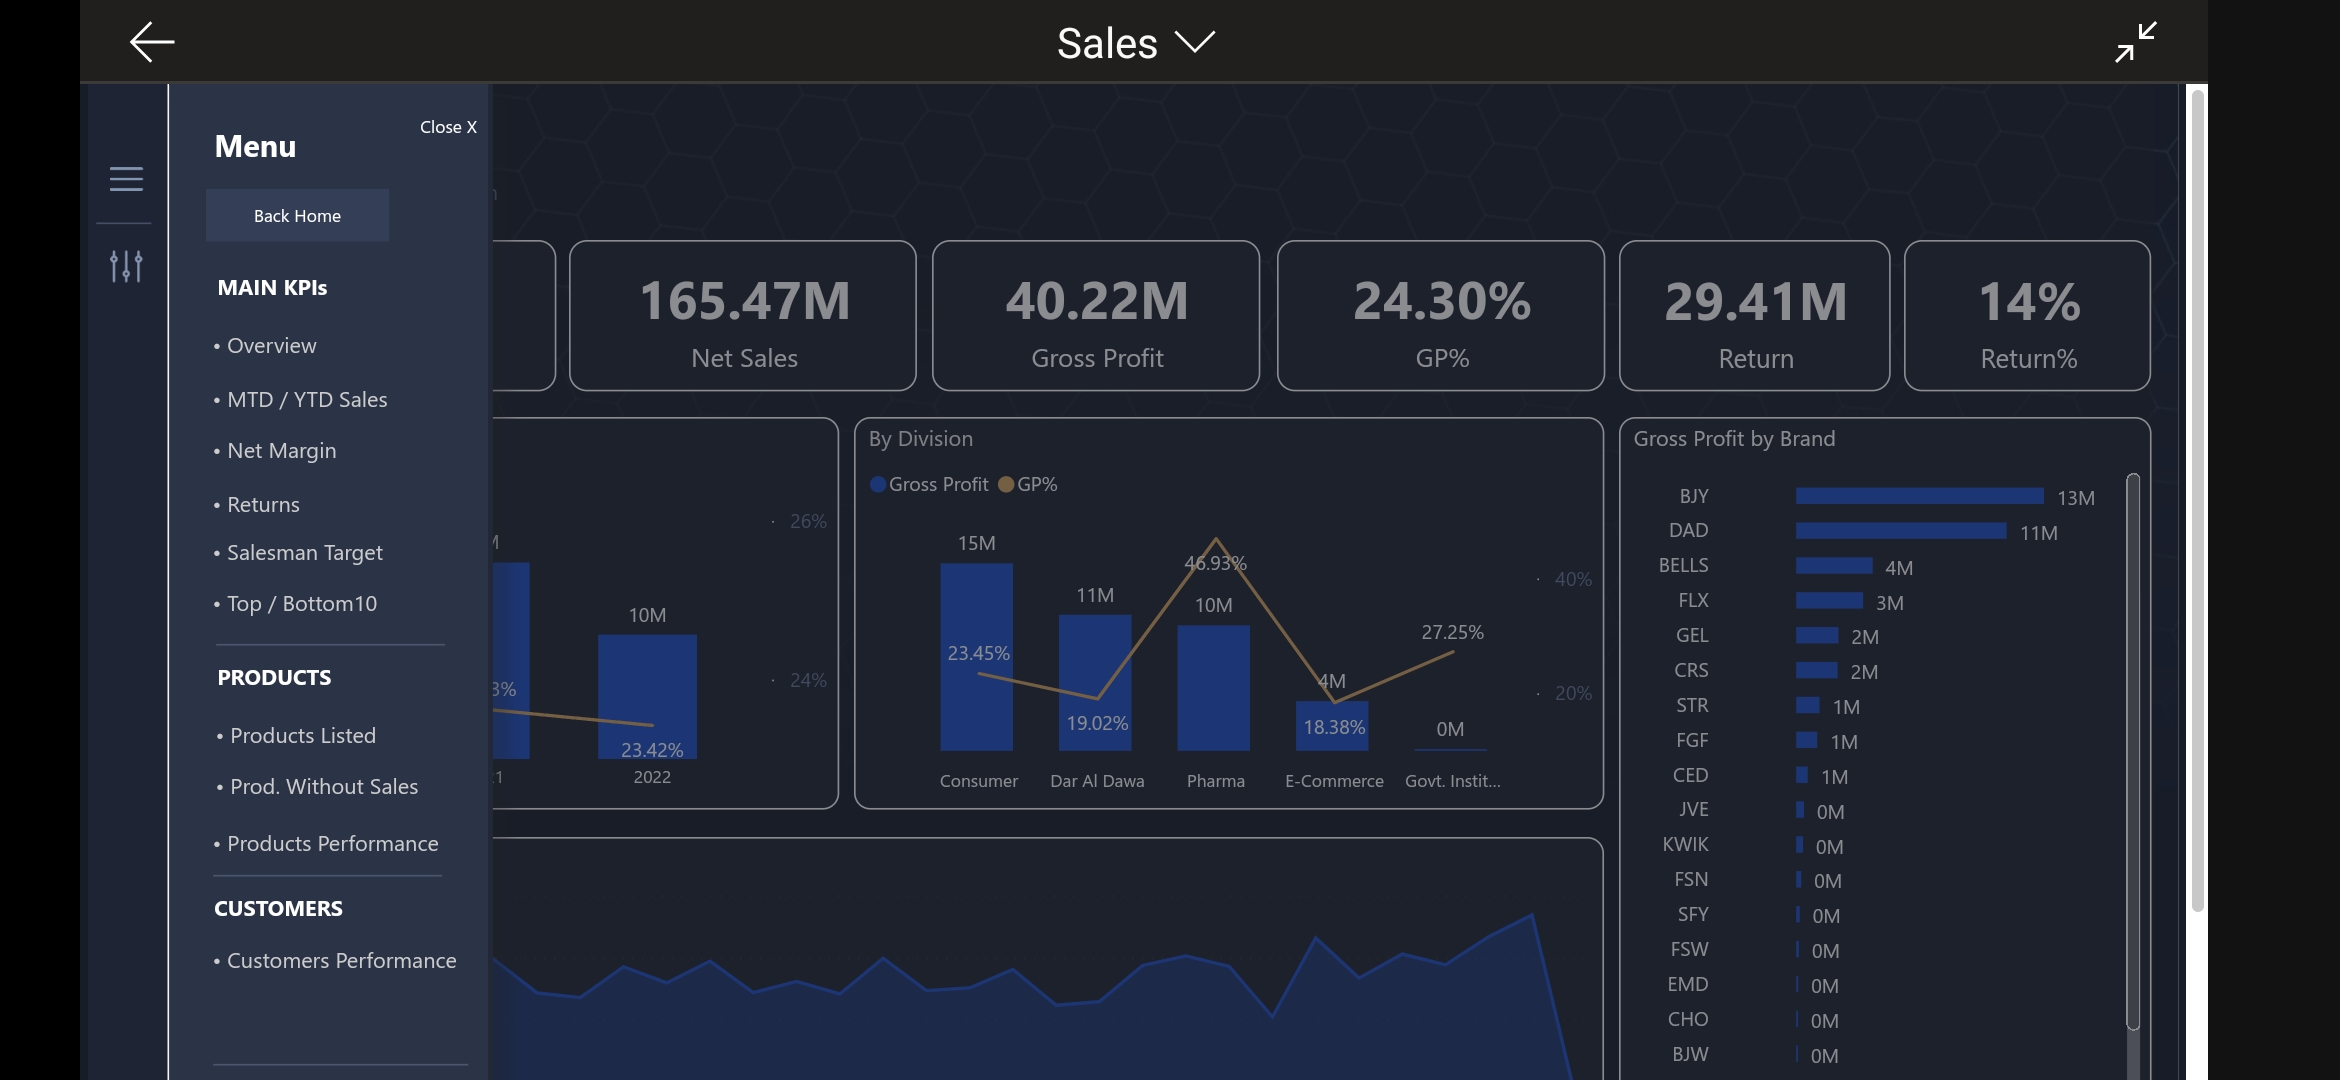 Sales
Close X
Menu
Back Home
MAIN KPIs
• Overview
• MTD / YTD Sales
• Net Margin
• Returns
• Salesman Target
• Top / Bottom10
PRODUCTS
• Products Listed
• Prod. Without Sales
• Products Performance
CUSTOMERS
• Customers Performance
165.47M
Net Sales
40.22M
Gross Profit
24.30%
GP%
29.41M
Return
14%
Return%
26%
24%
10M
23.42%
2022
By Division
Gross Profit GP%
15M
11M
46.93%
10M
4M
27.25%
0M
23.45%
19.02%
18.38%
40%
20%
Consumer Dar Al Dawa Pharma E-Commerce Govt. Instit...
Gross Profit by Brand
BJY 13M
DAD 11M
BELLS 4M
FLX 3M
GEL 2M
CRS 2M
STR 1M
FGF 1M
CED 1M
JVE 0M
KWIK 0M
FSN 0M
SFY 0M
FSW 0M
EMD 0M
CHO 0M
BJW 0M